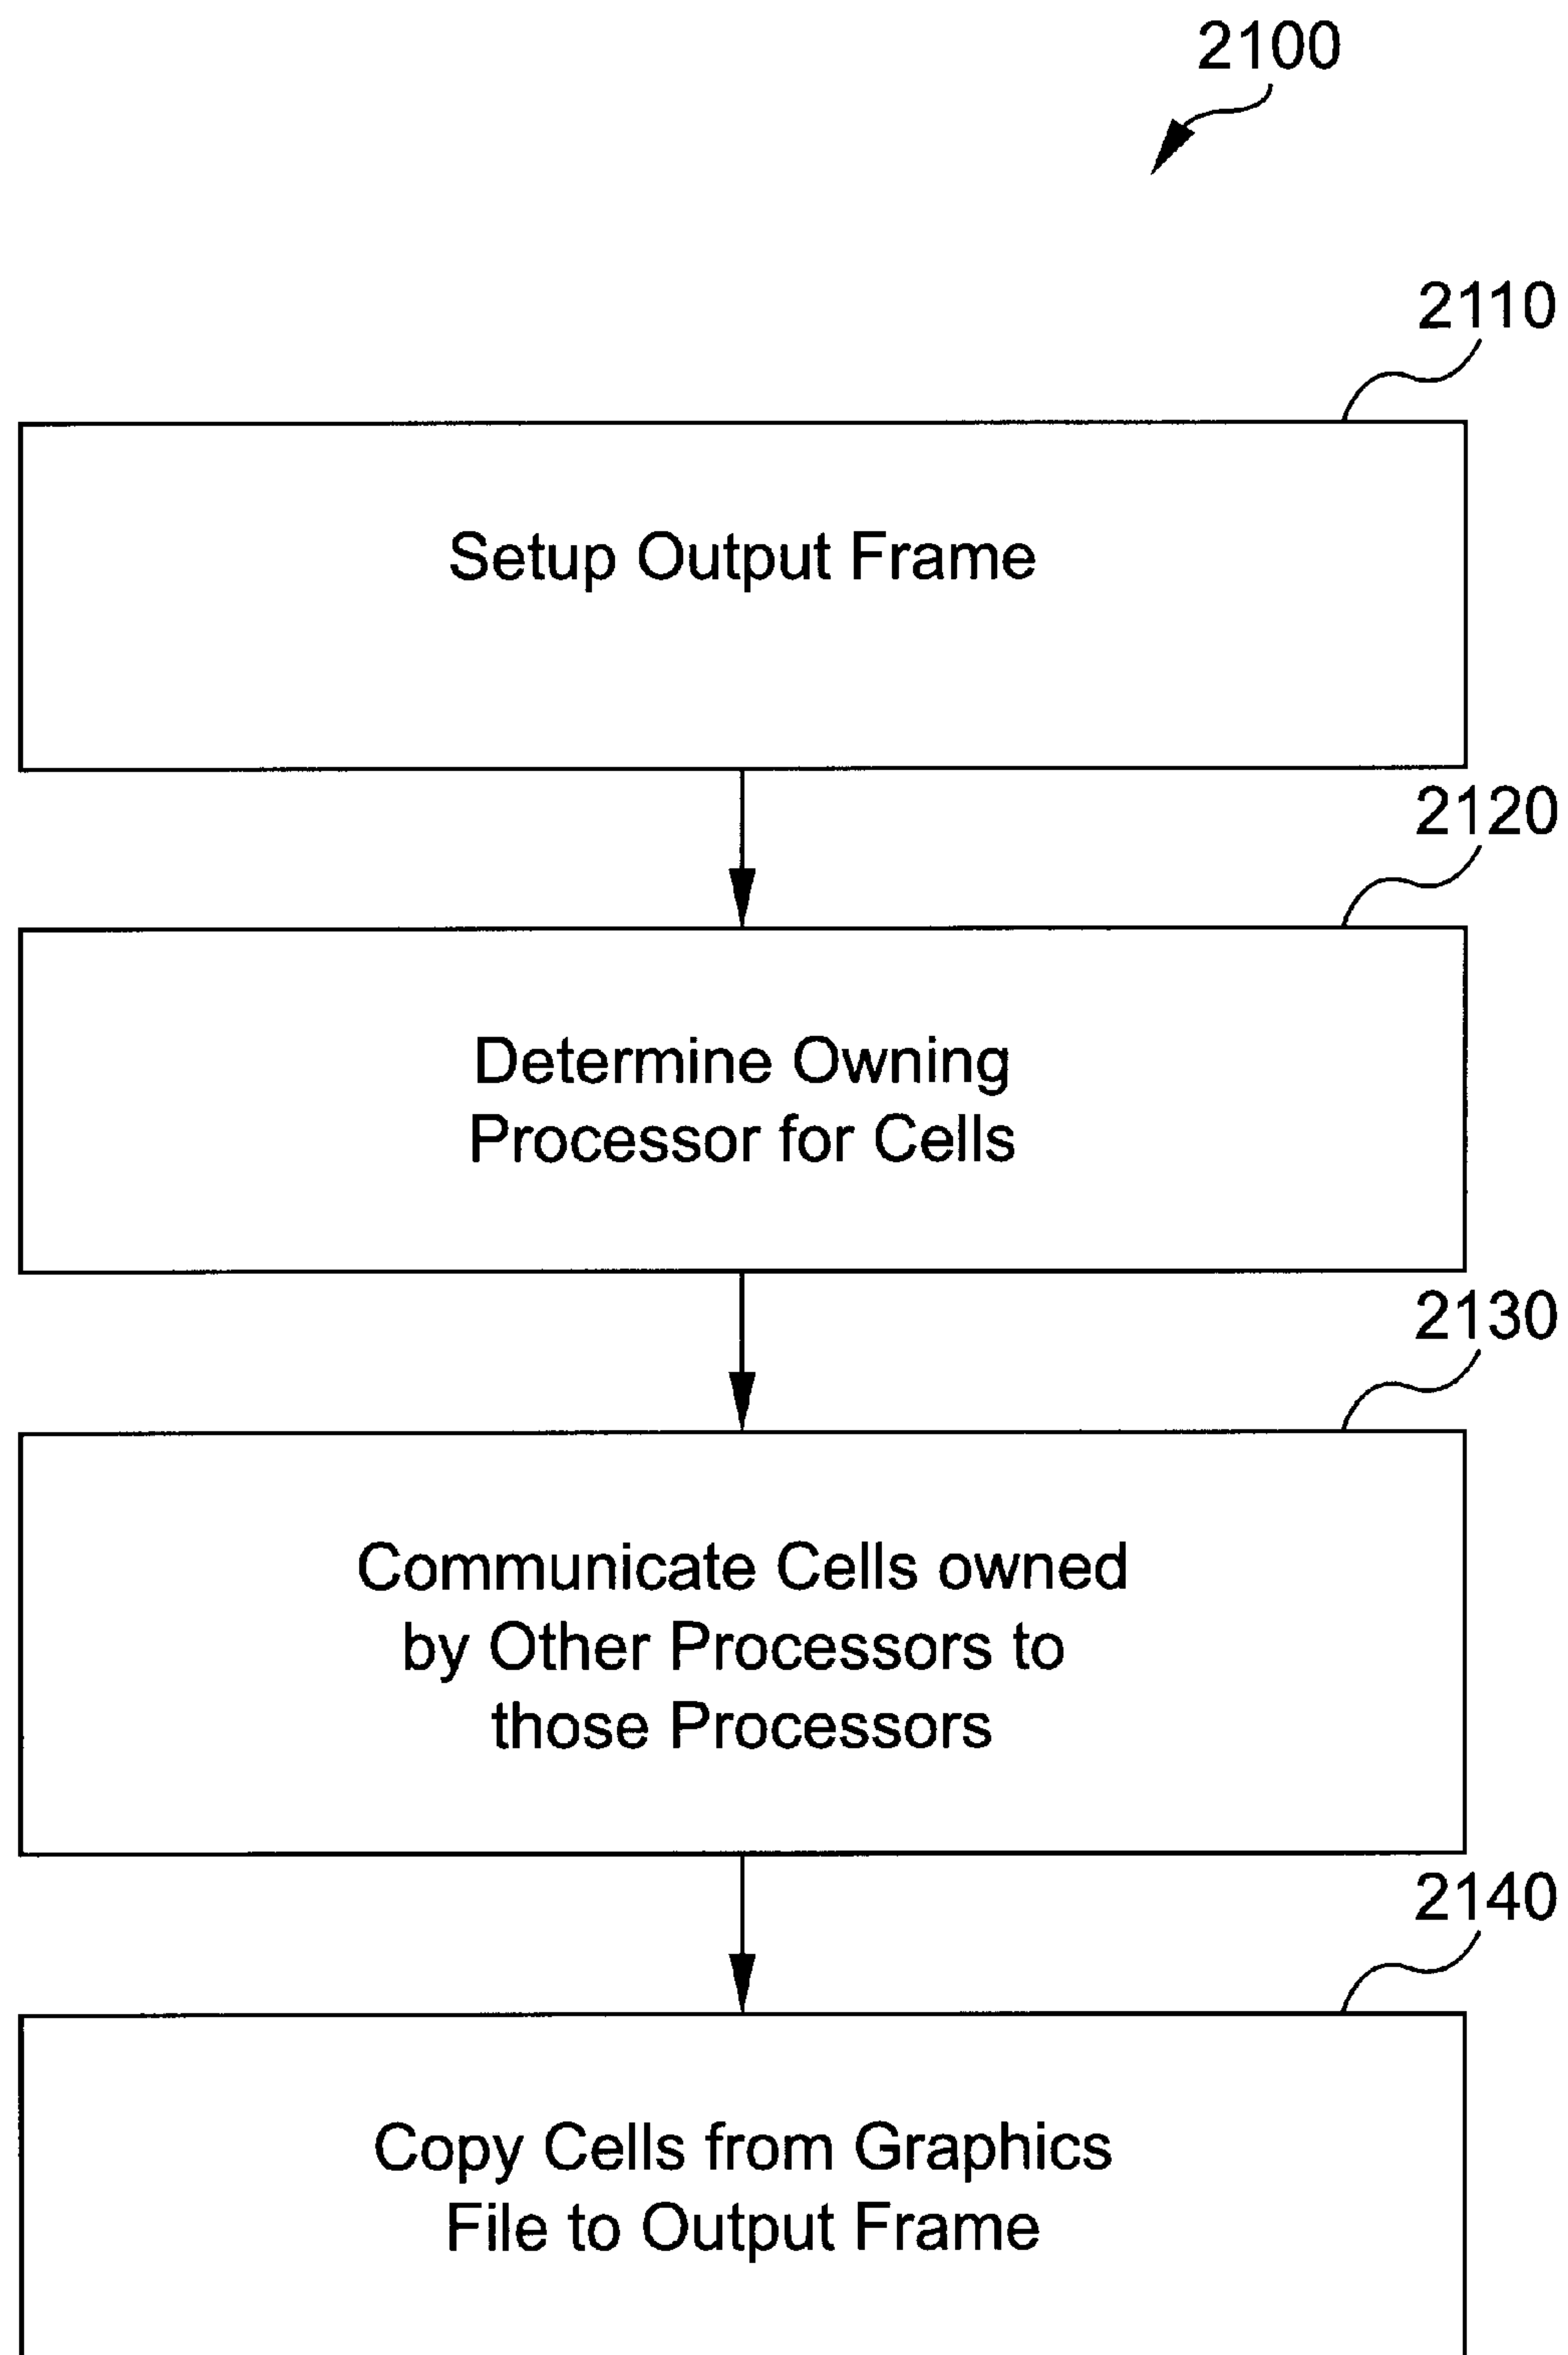 2100
2110
Setup Output Frame
2120
Determine Owning
Processor for Cells
2130
Communicate Cells owned
by Other Processors to
those Processors
2140
Copy Cells from Graphics
File to Output Frame